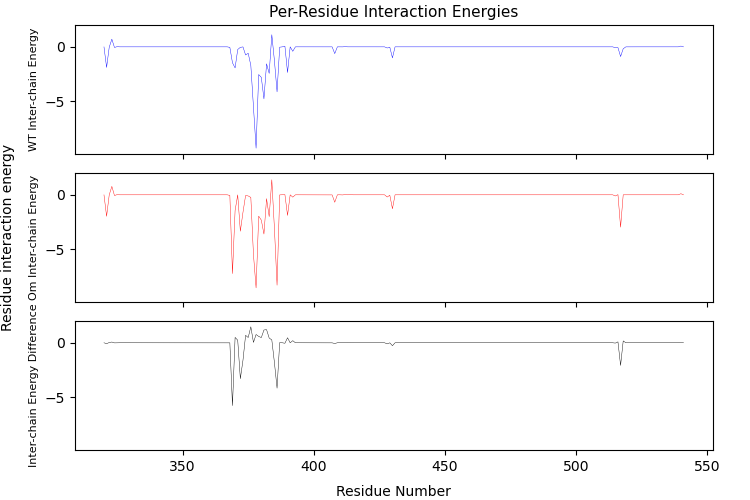 Per-Residue Interaction Energies
Residue interaction energy
WT Inter-chain Energy
0
−5
Om Inter-chain Energy
0
−5
Inter-chain Energy Difference
0
−5
350
400
450
500
550
Residue Number